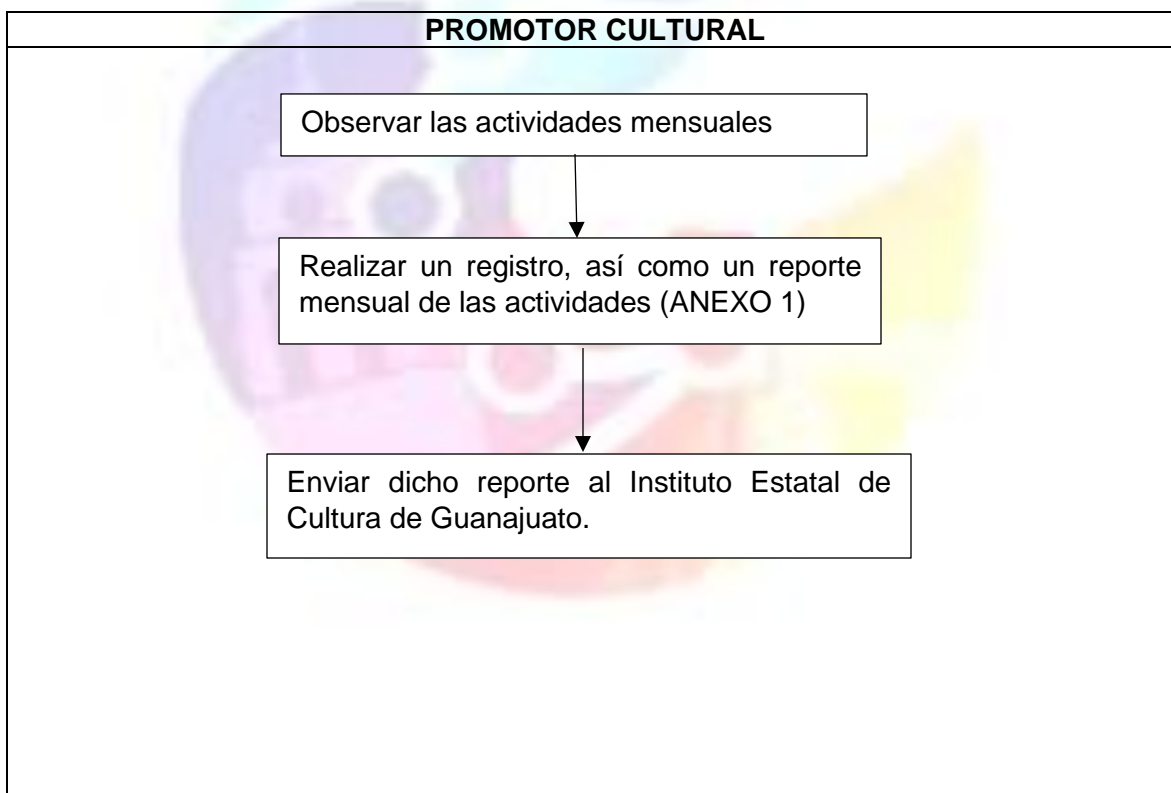 PROMOTOR CULTURAL
Observar las actividades mensuales
Realizar un registro, así como un reporte
mensual de las actividades (ANEXO 1)
Enviar dicho reporte al Instituto Estatal de
Cultura de Guanajuato.